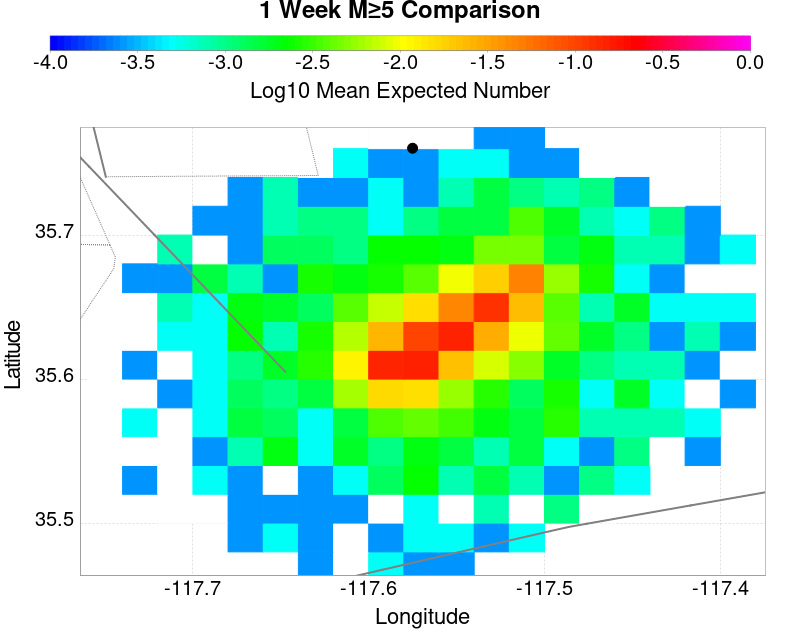 1 Week M≥5 Comparison
-4.0 -3.5 -3.0 -2.5 -2.0 -1.5 -1.0 -0.5 0.0
Log10 Mean Expected Number
35.7
35.6
35.5
Latitude
-117.7 -117.6 -117.5 -117.4
Longitude